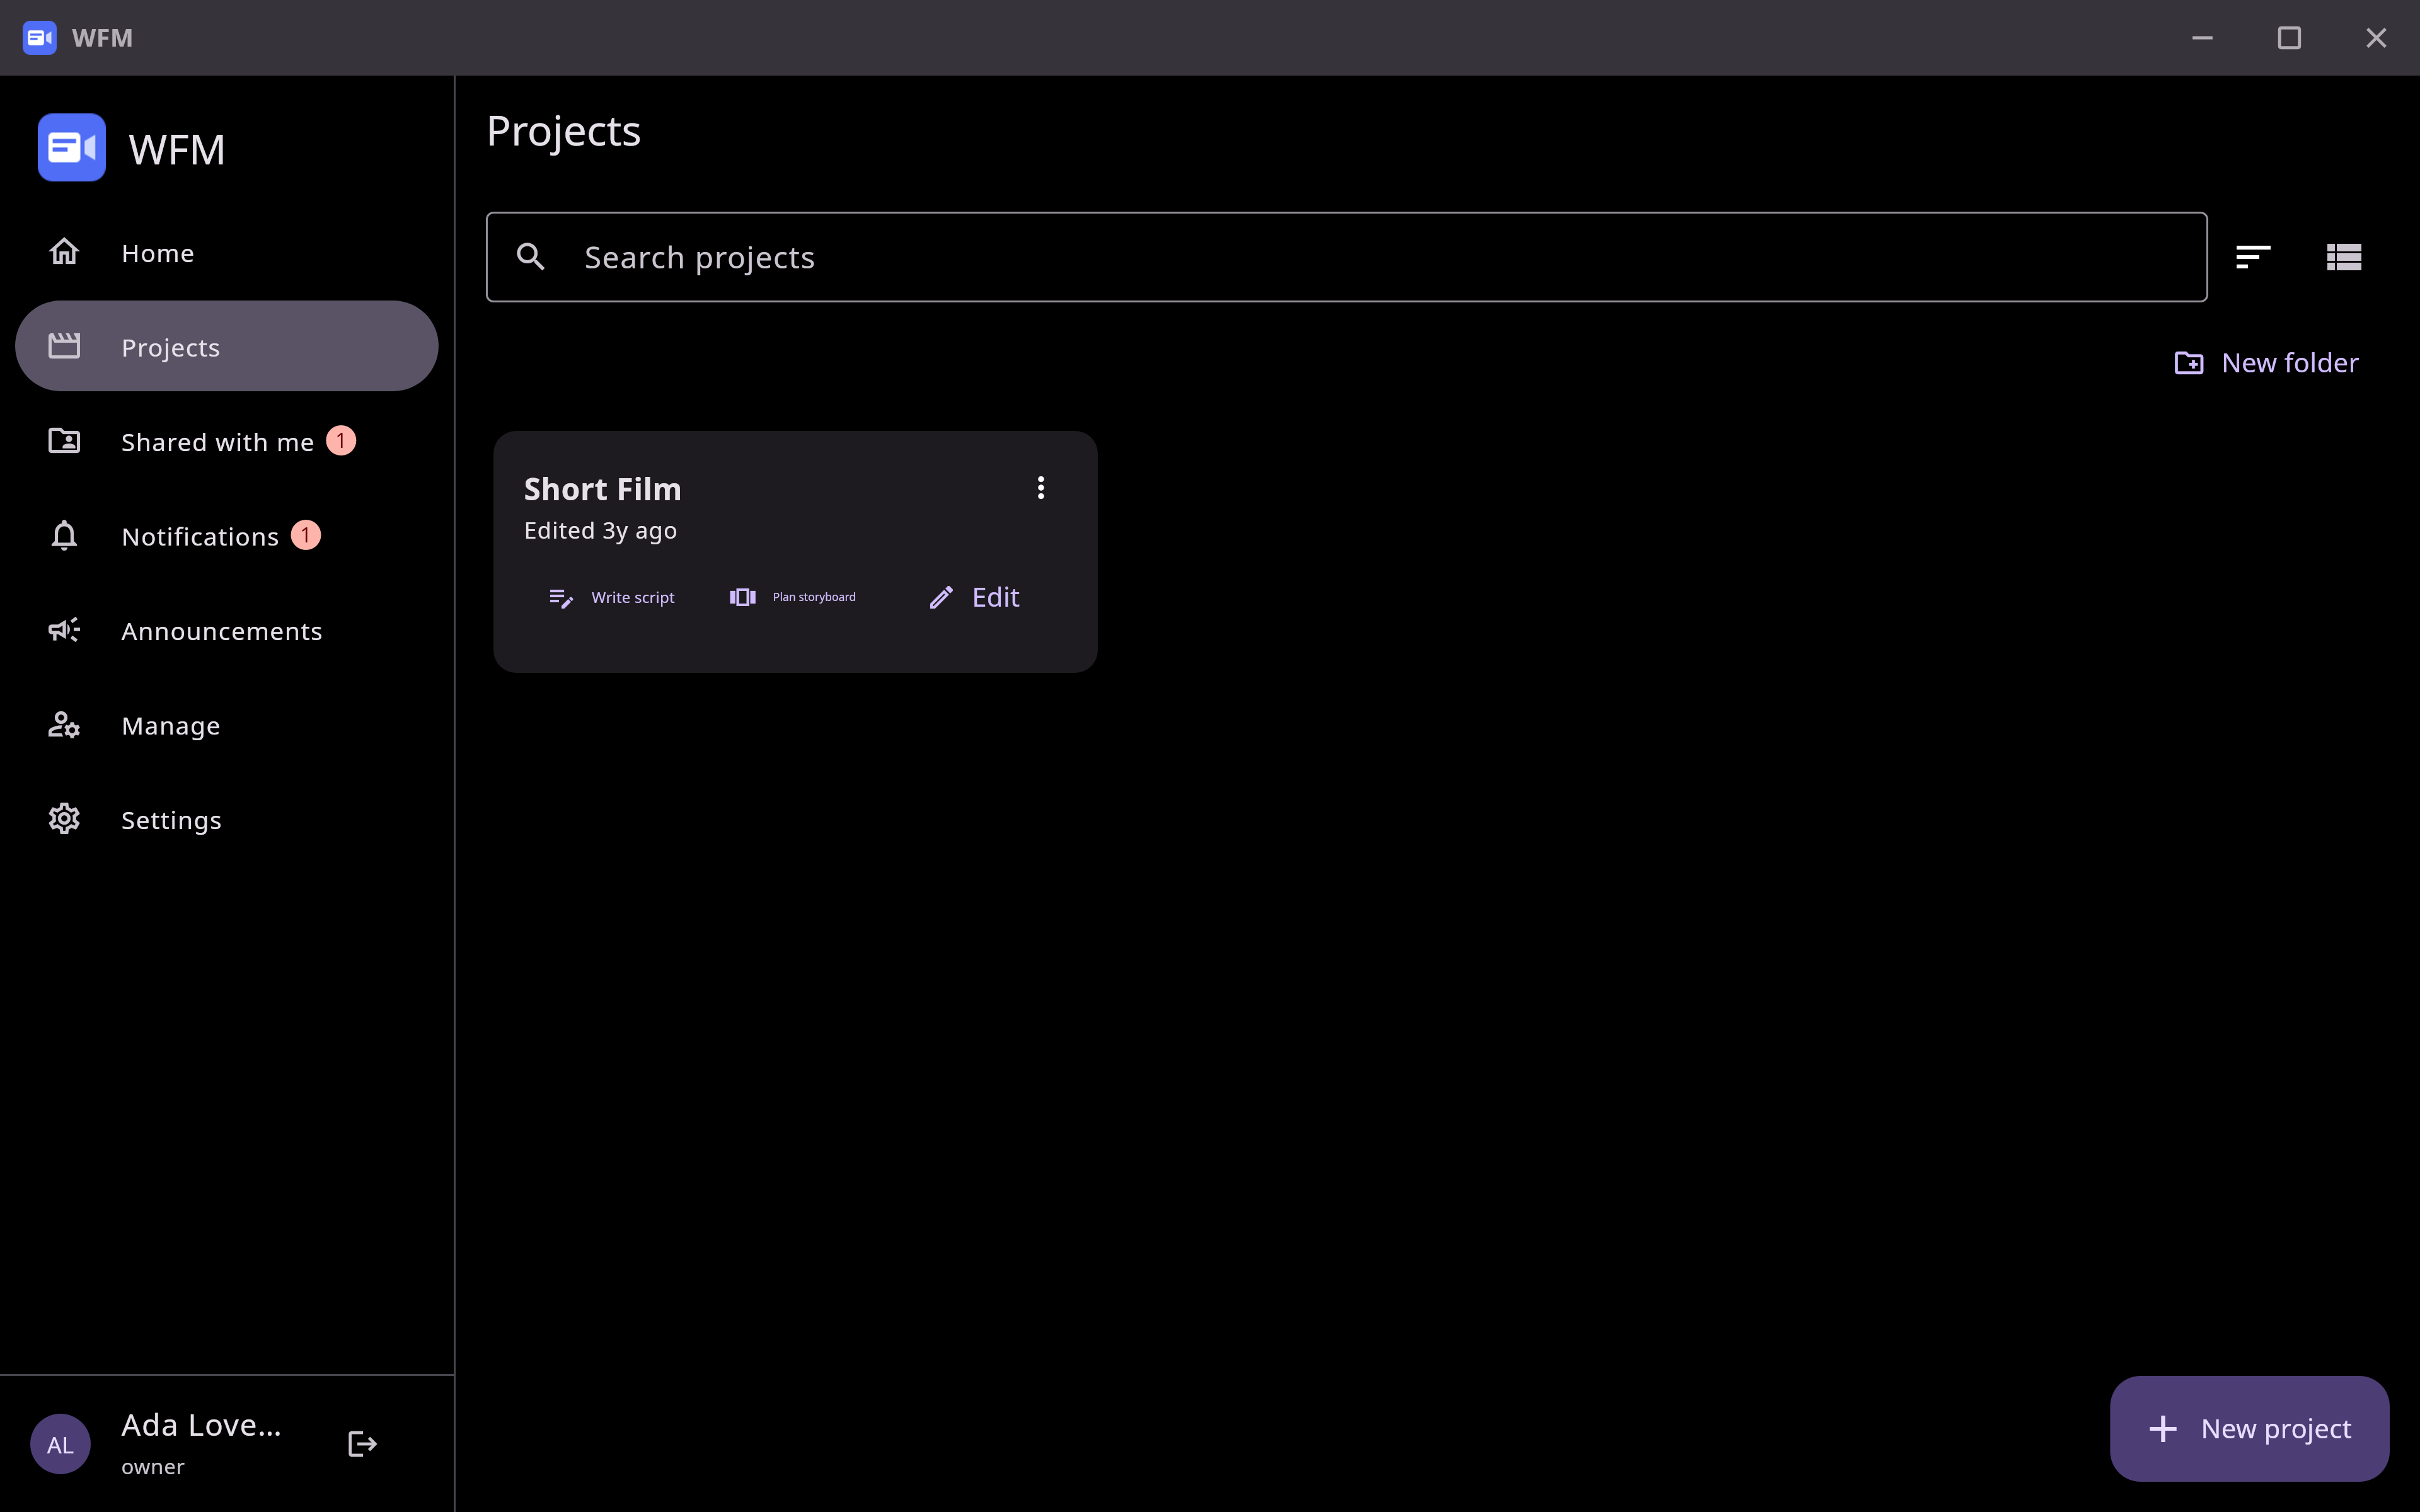 WFM
WFM
Home
Projects
Shared with me 1
Notifications 1
Announcements
Manage
Settings
Ada Love...
AL
owner
Projects
Search projects
New folder
Short Film
Edited 3y ago
Write script
Plan storyboard
Edit
New project